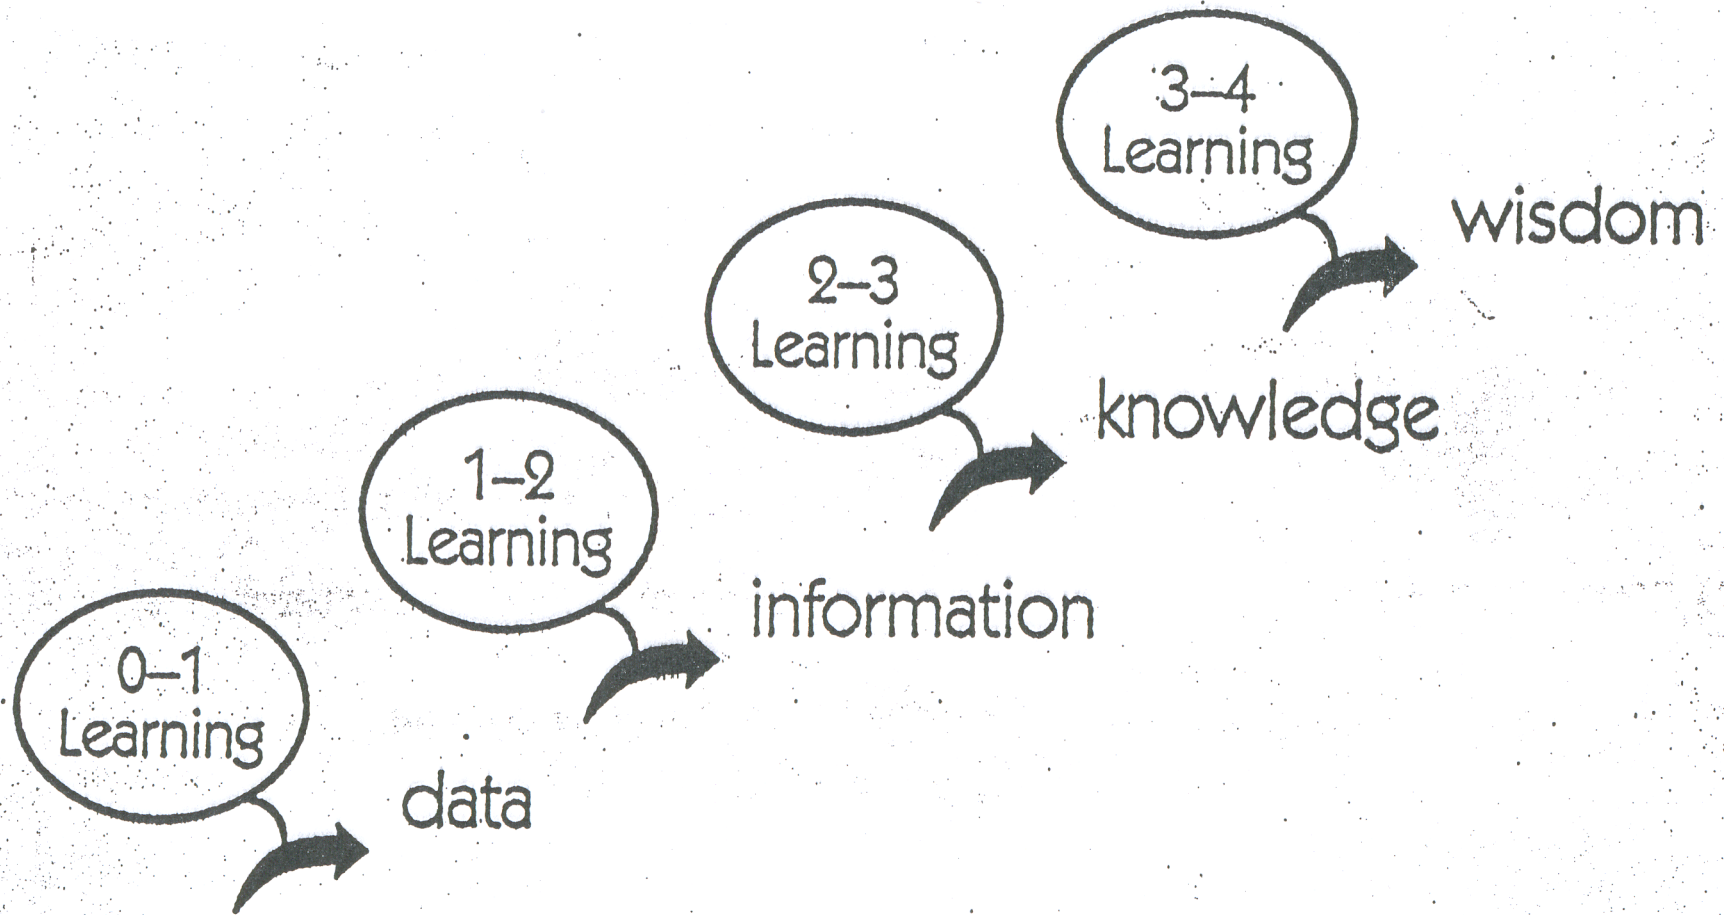 3–4
Learning
wisdom
2–3
Learning
knowledge
1–2
Learning
information
0–1
Learning
data